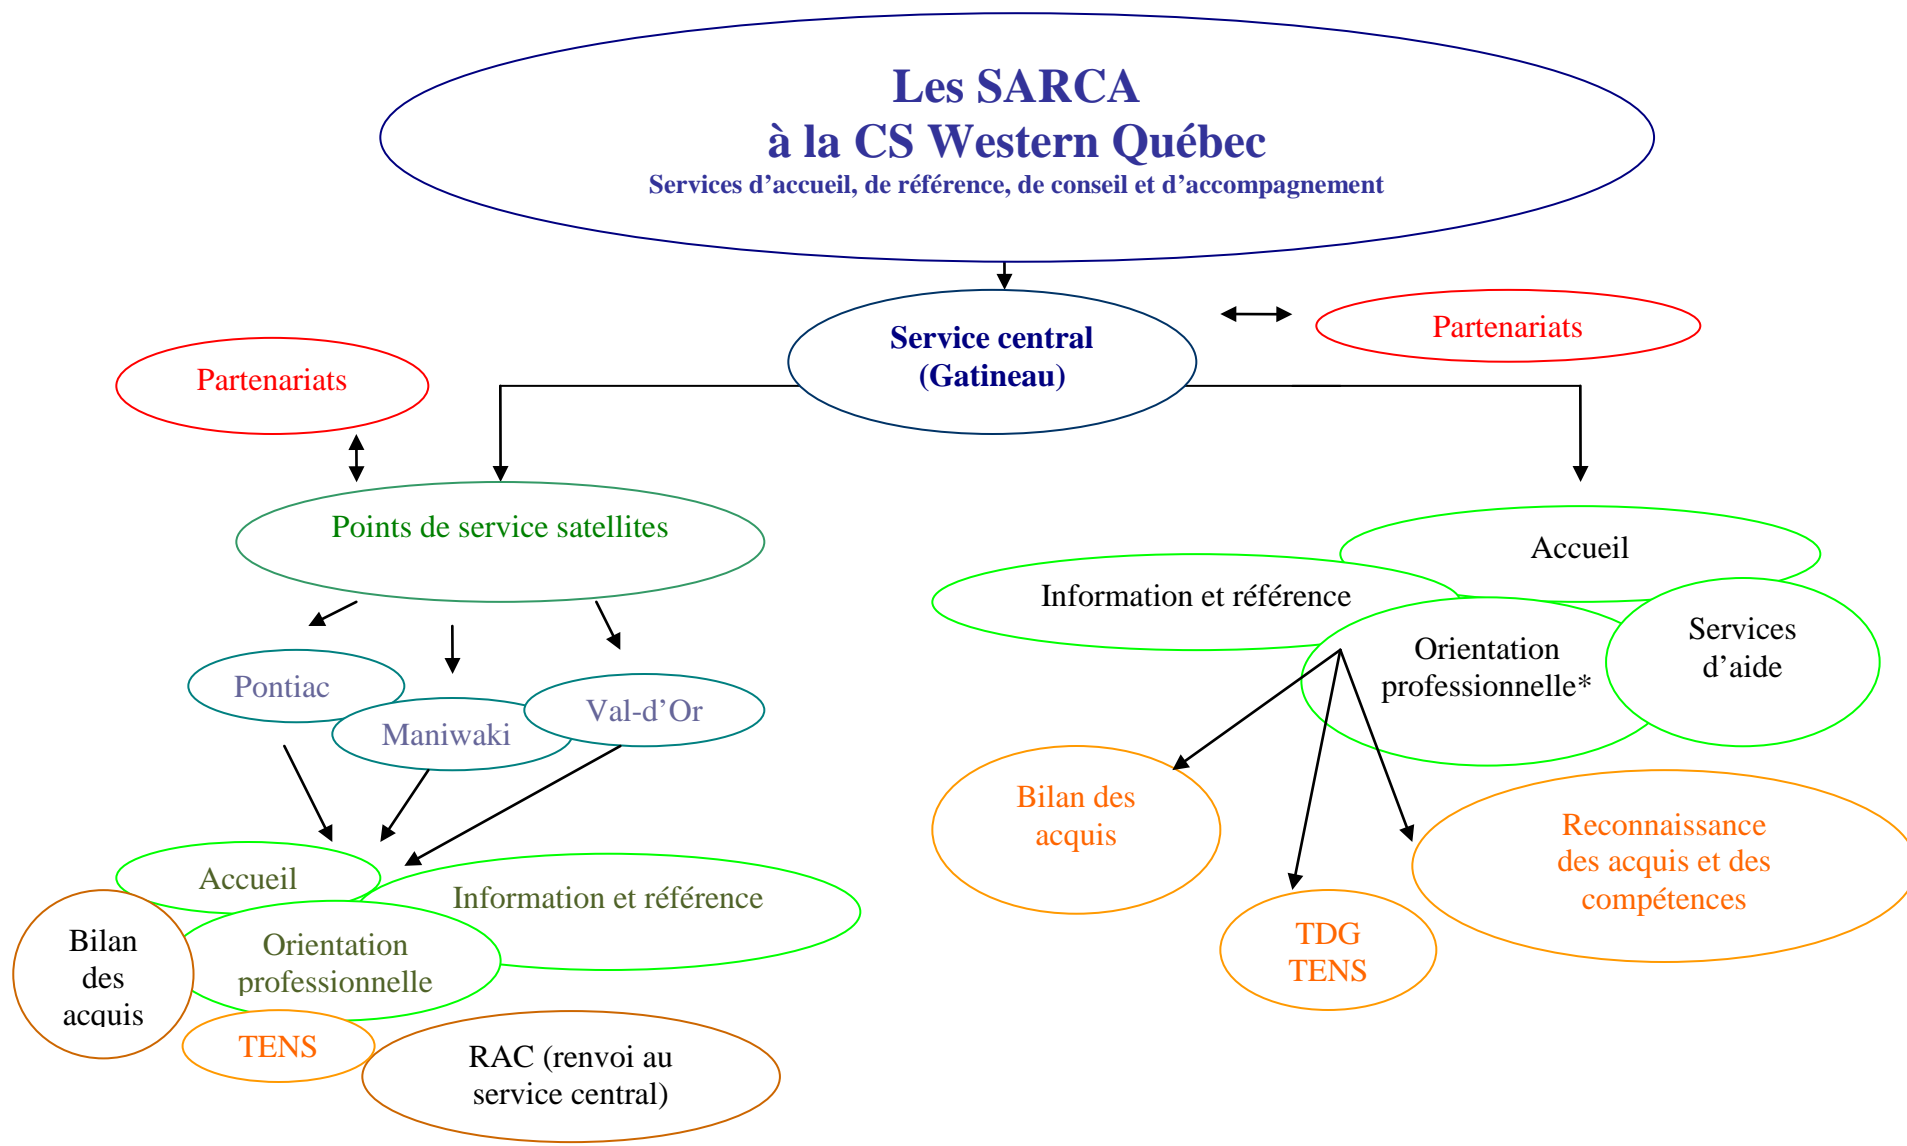 Les SARCA
à la CS Western Québec
Services d’accueil, de référence, de conseil et d’accompagnement
Service central
(Gatineau)
Partenariats
Partenariats
Points de service satellites
Pontiac
Maniwaki
Val-d’Or
Accueil
Information et référence
Orientation
professionnelle
Bilan
des
acquis
TENS
RAC (renvoi au
service central)
Accueil
Information et référence
Orientation
professionnelle*
Services
d’aide
Bilan des
acquis
TDG
TENS
Reconnaissance
des acquis et des
compétences